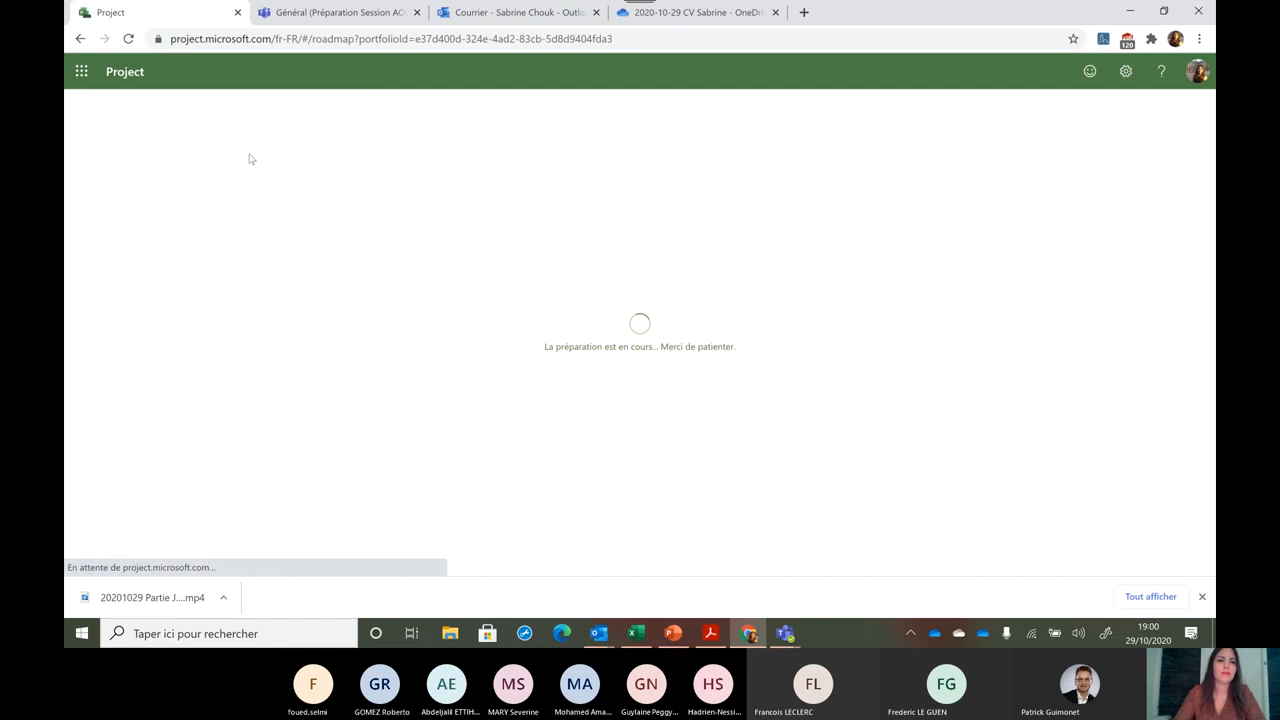 Project
Général (Préparation Session AO
Courrier - Sabrine Chouk - Outlo
2020-10-29 CV Sabrine - OneDri
project.microsoft.com/fr-FR/#/roadmap?portfolioId=e37d400d-324e-4ad2-83cb-5d8d9404fda3
120
Project
La préparation est en cours... Merci de patienter.
En attente de project.microsoft.com...
20201029 Partie J....mp4
Tout afficher
Taper ici pour rechercher
19:00
29/10/2020
F
GR
AE
MS
MA
GN
HS
FL
FG
foued.selmi
GOMEZ Roberto
Abdeljalil ETTIH...
MARY Severine
Mohamed Ama...
Guylaine Peggy...
Hadrien-Nessi...
Francois LECLERC
Frederic LE GUEN
Patrick Guimonet